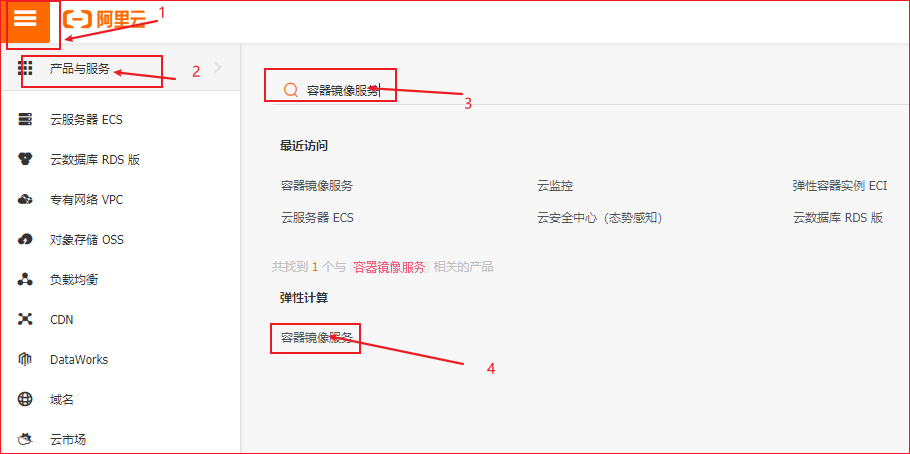 阿里云
1
产品与服务
2
云服务器 ECS
云数据库 RDS 版
专有网络 VPC
对象存储 OSS
负载均衡
CDN
DataWorks
域名
云市场
容器镜像服务
3
最近访问
容器镜像服务 云监控 弹性容器实例 ECI
云服务器 ECS 云安全中心（态势感知） 云数据库 RDS 版
共找到 1 个与 容器镜像服务 相关的产品
弹性计算
容器镜像服务
4